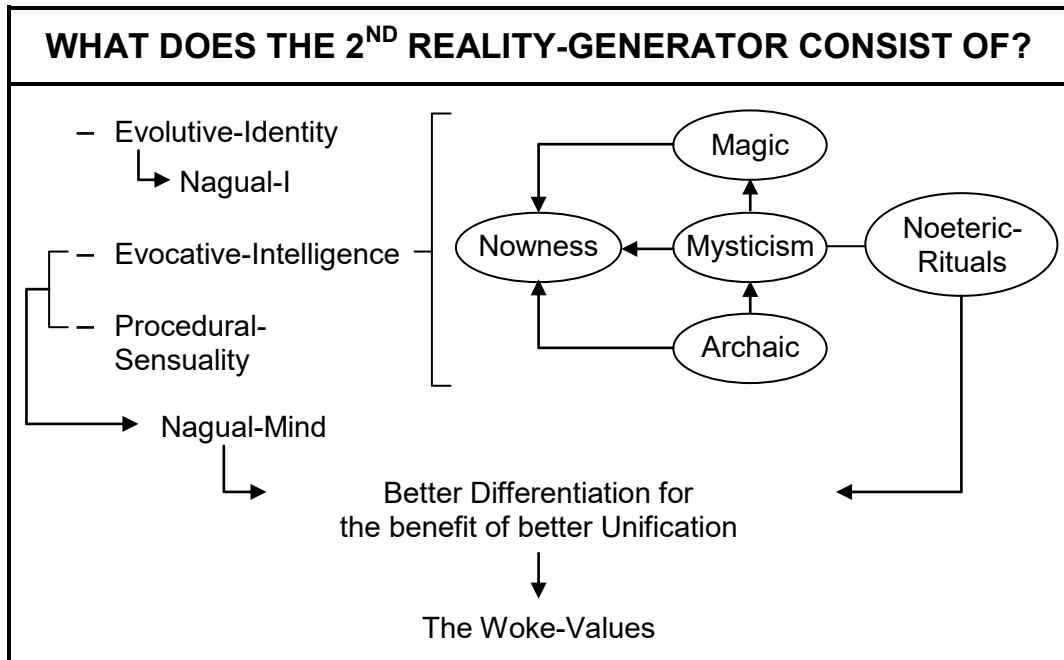 WHAT DOES THE 2ND REALITY-GENERATOR CONSIST OF?
– Evolutive-Identity
Nagual-I
– Evocative-Intelligence
– Procedural-
Sensuality
Nagual-Mind
Magic
Nowness
Mysticism
Noeteric-
Rituals
Archaic
Better Differentiation for
the benefit of better Unification
The Woke-Values